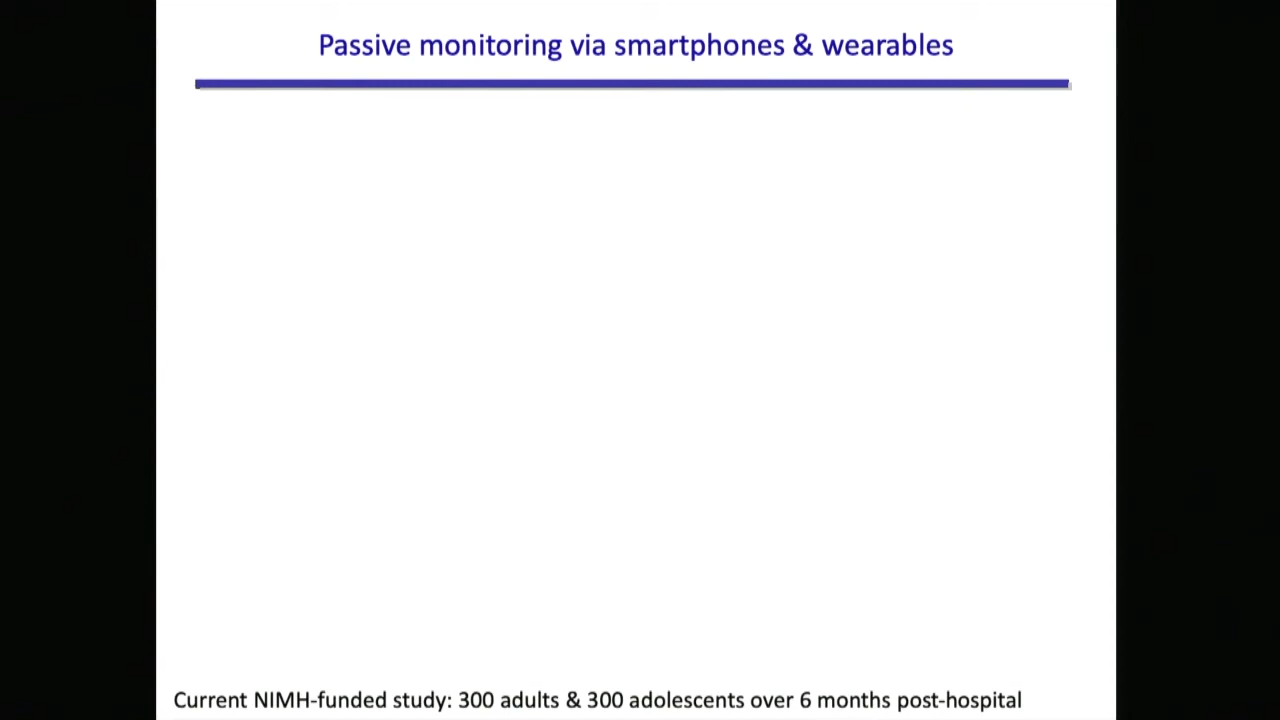 Passive monitoring via smartphones & wearables
Current NIMH-funded study: 300 adults & 300 adolescents over 6 months post-hospital